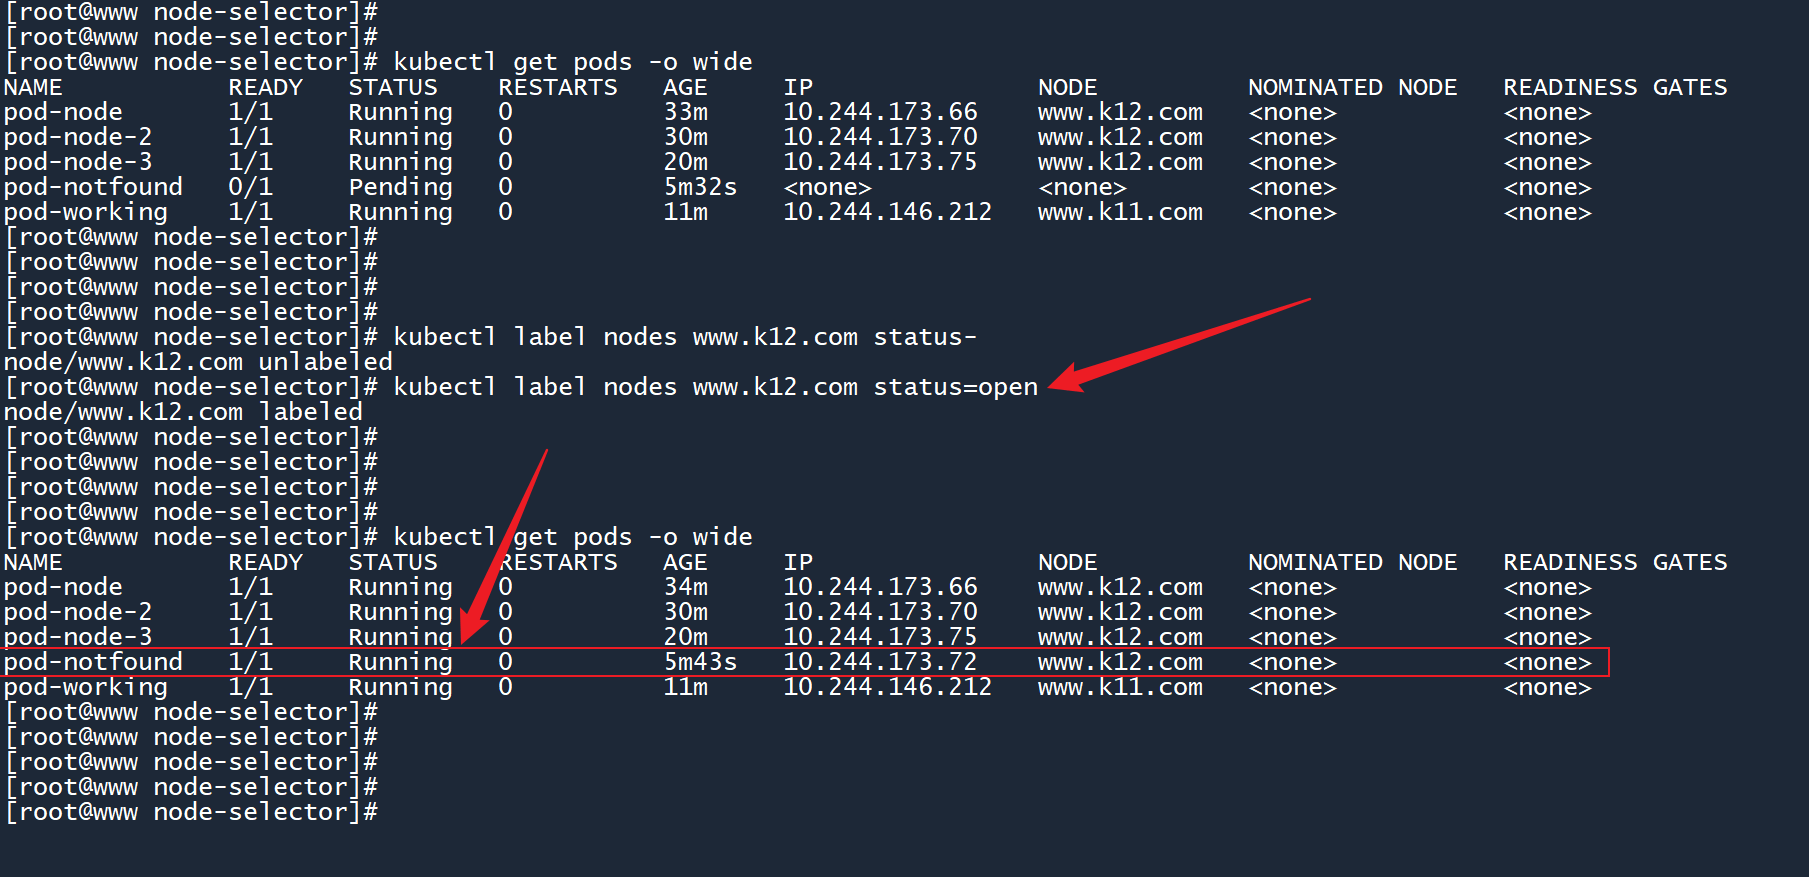 [root@www node-selector]#
[root@www node-selector]#
[root@www node-selector]# kubectl get pods -o wide
NAME           READY   STATUS    RESTARTS   AGE     IP               NODE          NOMINATED NODE   READINESS GATES
pod-node       1/1     Running   0          33m     10.244.173.66    www.k12.com   <none>           <none>
pod-node-2     1/1     Running   0          30m     10.244.173.70    www.k12.com   <none>           <none>
pod-node-3     1/1     Running   0          20m     10.244.173.75    www.k12.com   <none>           <none>
pod-notfound   0/1     Pending   0          5m32s   <none>           <none>        <none>           <none>
pod-working    1/1     Running   0          11m     10.244.146.212   www.k11.com   <none>           <none>
[root@www node-selector]#
[root@www node-selector]#
[root@www node-selector]#
[root@www node-selector]#
[root@www node-selector]# kubectl label nodes www.k12.com status-
node/www.k12.com unlabeled
[root@www node-selector]# kubectl label nodes www.k12.com status=open
node/www.k12.com labeled
[root@www node-selector]#
[root@www node-selector]#
[root@www node-selector]#
[root@www node-selector]#
[root@www node-selector]# kubectl get pods -o wide
NAME           READY   STATUS    RESTARTS   AGE     IP               NODE          NOMINATED NODE   READINESS GATES
pod-node       1/1     Running   0          34m     10.244.173.66    www.k12.com   <none>           <none>
pod-node-2     1/1     Running   0          30m     10.244.173.70    www.k12.com   <none>           <none>
pod-node-3     1/1     Running   0          20m     10.244.173.75    www.k12.com   <none>           <none>
pod-notfound   1/1     Running   0          5m43s   10.244.173.72    www.k12.com   <none>           <none>
pod-working    1/1     Running   0          11m     10.244.146.212   www.k11.com   <none>           <none>
[root@www node-selector]#
[root@www node-selector]#
[root@www node-selector]#
[root@www node-selector]#
[root@www node-selector]#